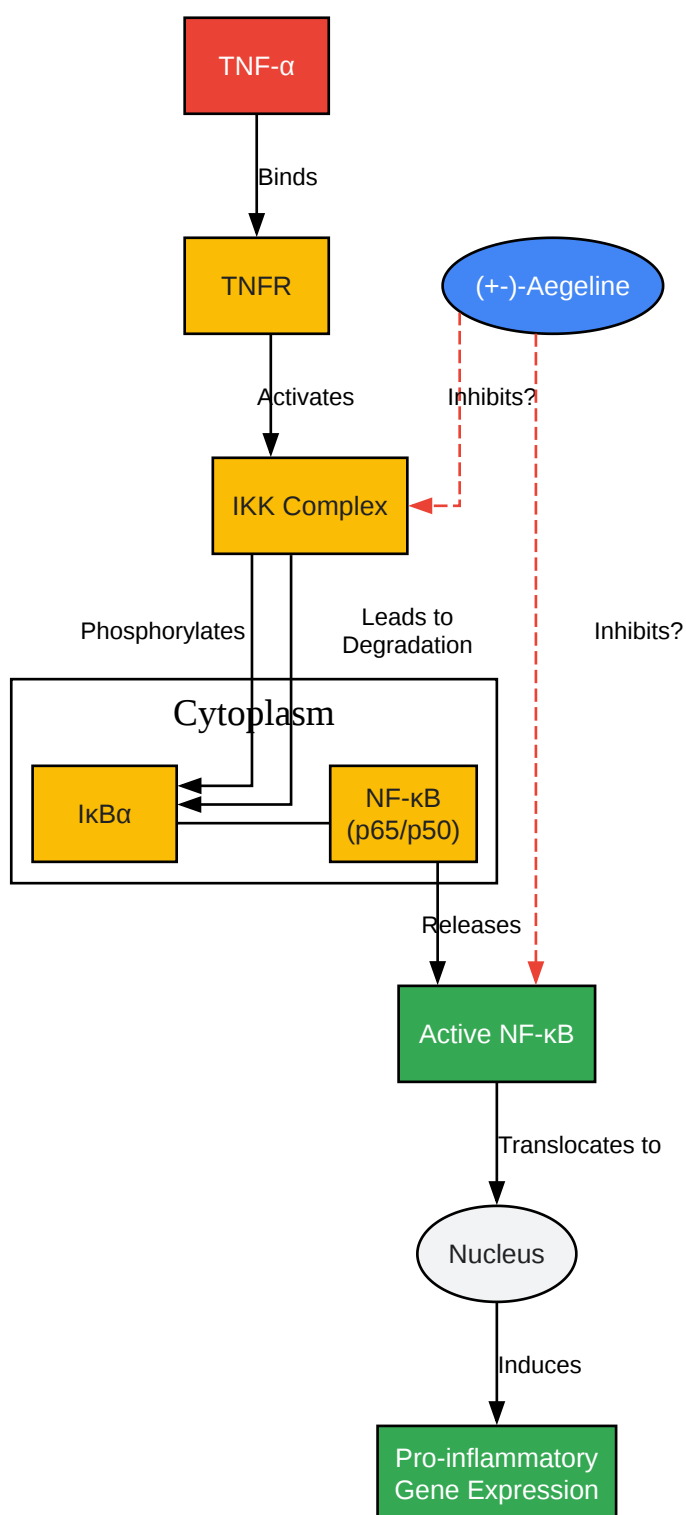 TNF-α
Binds
TNFR
(+-)-Aegeline
Activates
Inhibits?
IKK Complex
Phosphorylates
Leads to
Degradation
Inhibits?
Cytoplasm
IκBα
NF-κB
(p65/p50)
Releases
Active NF-κB
Translocates to
Nucleus
Induces
Pro-inflammatory
Gene Expression